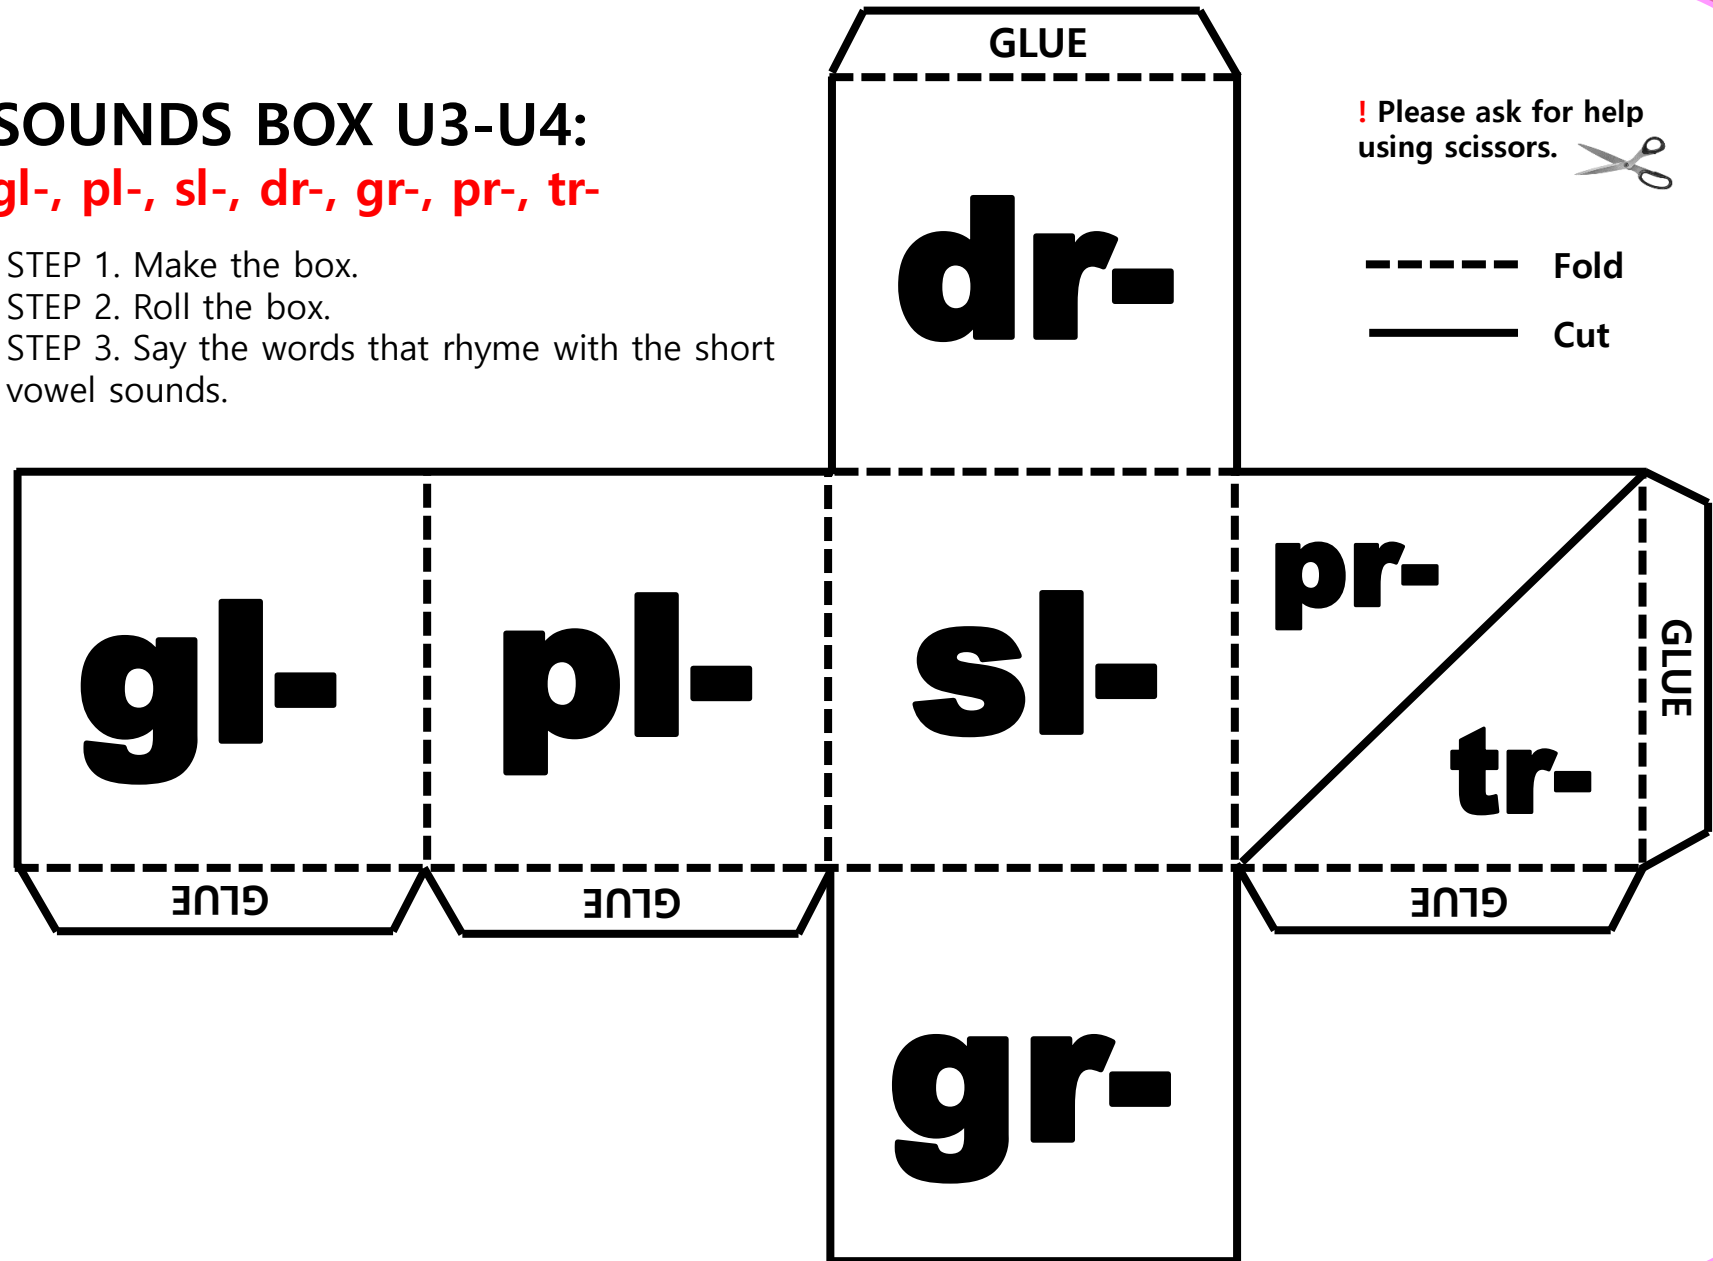 SOUNDS BOX U3-U4:
gl-, pl-, sl-, dr-, gr-, pr-, tr-
STEP 1. Make the box.
STEP 2. Roll the box.
STEP 3. Say the words that rhyme with the short
vowel sounds.
GLUE
! Please ask for help
using scissors.
Fold
Cut
dr-
gl-
pl-
sl-
pr-
tr-
GLUE
GLUE
GLUE
GLUE
gr-